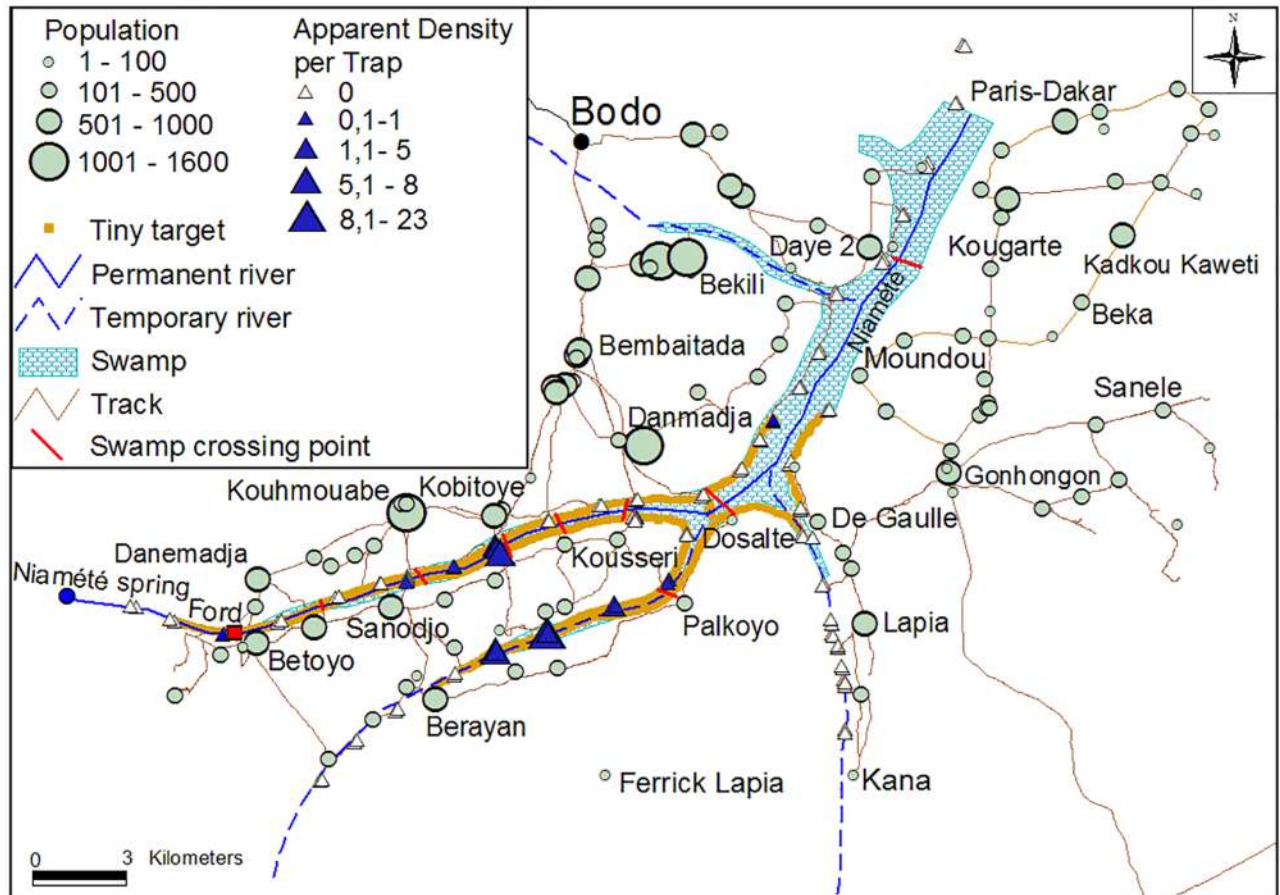 Population
1 - 100
101 - 500
501 - 1000
1001 - 1600
Apparent Density
per Trap
0
0,1-1
1,1- 5
5,1 - 8
8,1- 23
Tiny target
Permanent river
Temporary river
Swamp
Track
Swamp crossing point
N
Bodo
Paris-Dakar
Daye 2
Kougarte
Kadkou Kaweti
Bekili
Beka
Niaméte
Bembaitada
Moundou
Sanele
Danmadja
Gonhongon
Kouhmouabe
Kobitoye
De Gaulle
Dosalte
Kousseri
Danemadja
Niamété spring
Ford
Sanodjo
Palkoyo
Lapia
Betoyo
Berayan
Ferrick Lapia
Kana
0 3 Kilometers